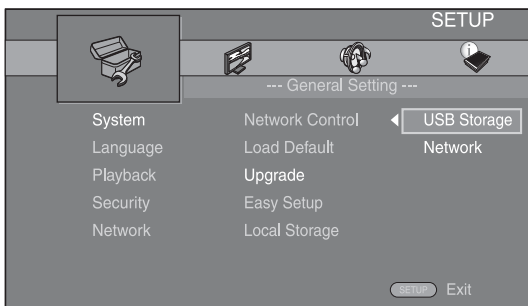 SETUP
--- General Setting ---
System Network Control USB Storage
Language Load Default Network
Playback Upgrade
Security Easy Setup
Network Local Storage
SETUP Exit